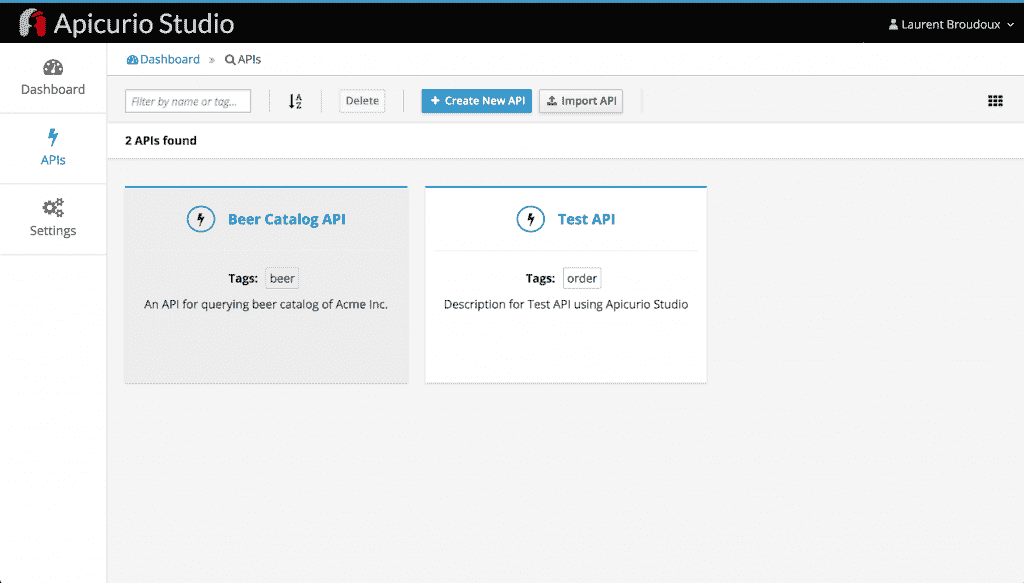 Apicurio Studio
Laurent Broudoux
Dashboard » APIs
Dashboard
APIs
Settings
Filter by name or tag...
A
Z
Delete
+ Create New API
Import API
2 APIs found
Beer Catalog API
Tags: beer
An API for querying beer catalog of Acme Inc.
Test API
Tags: order
Description for Test API using Apicurio Studio